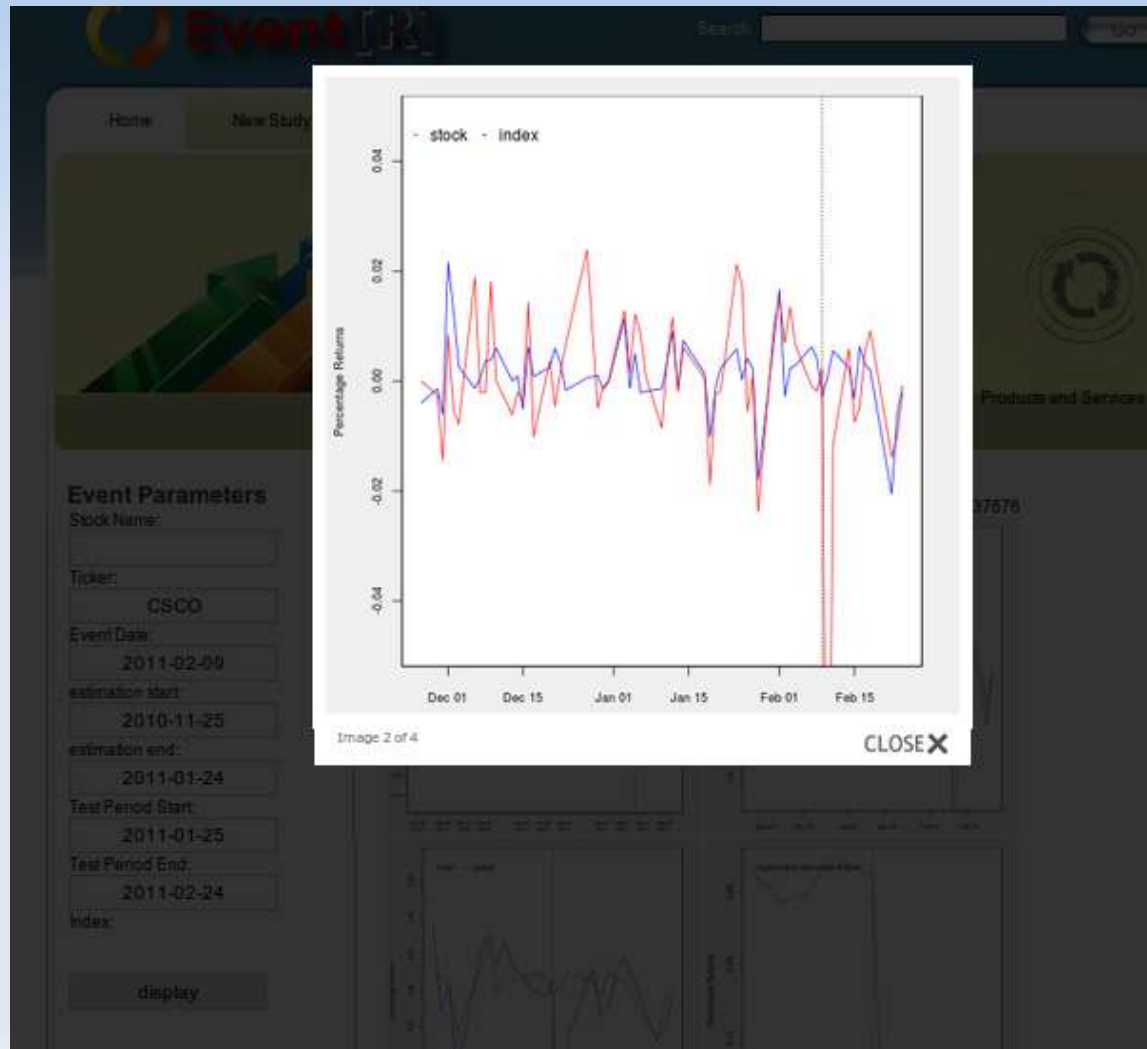 Event [R]
Search:
GO
Home
New Study
- stock - index
0.04
0.02
0.00
-0.02
-0.04
Percentage Returns
Dec 01 Dec 15 Jan 01 Jan 15 Feb 01 Feb 15
Image 2 of 4
CLOSE
Products and Services
Event Parameters
Stock Name:
Ticker:
CSCO
Event Date:
2011-02-09
estimation start:
2010-11-25
estimation end:
2011-01-24
Test Period Start:
2011-01-25
Test Period End:
2011-02-24
Index:
display
37676